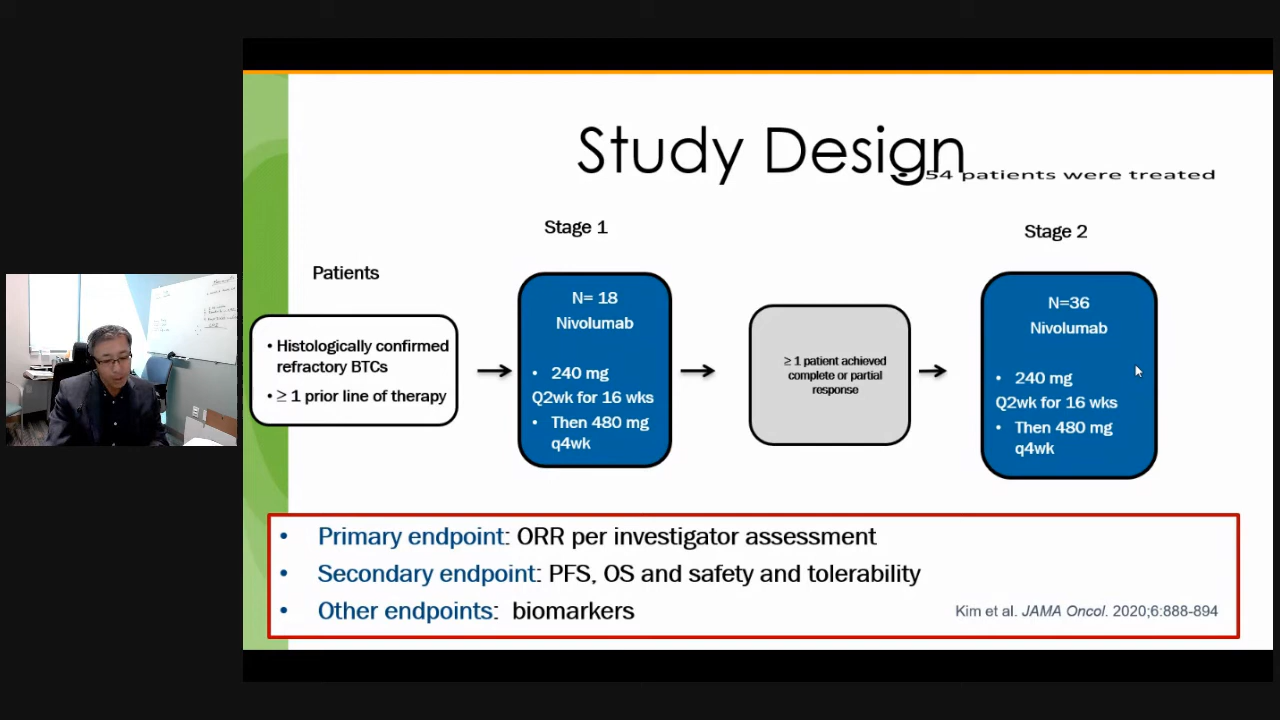 Study Design
• 54 patients were treated
Stage 1
Stage 2
Patients
• Histologically confirmed
refractory BTCs
• ≥ 1 prior line of therapy
N= 18
Nivolumab
• 240 mg
Q2wk for 16 wks
• Then 480 mg
q4wk
≥ 1 patient achieved
complete or partial
response
N=36
Nivolumab
• 240 mg
Q2wk for 16 wks
• Then 480 mg
q4wk
• Primary endpoint: ORR per investigator assessment
• Secondary endpoint: PFS, OS and safety and tolerability
• Other endpoints: biomarkers
Kim et al. JAMA Oncol. 2020;6:888-894